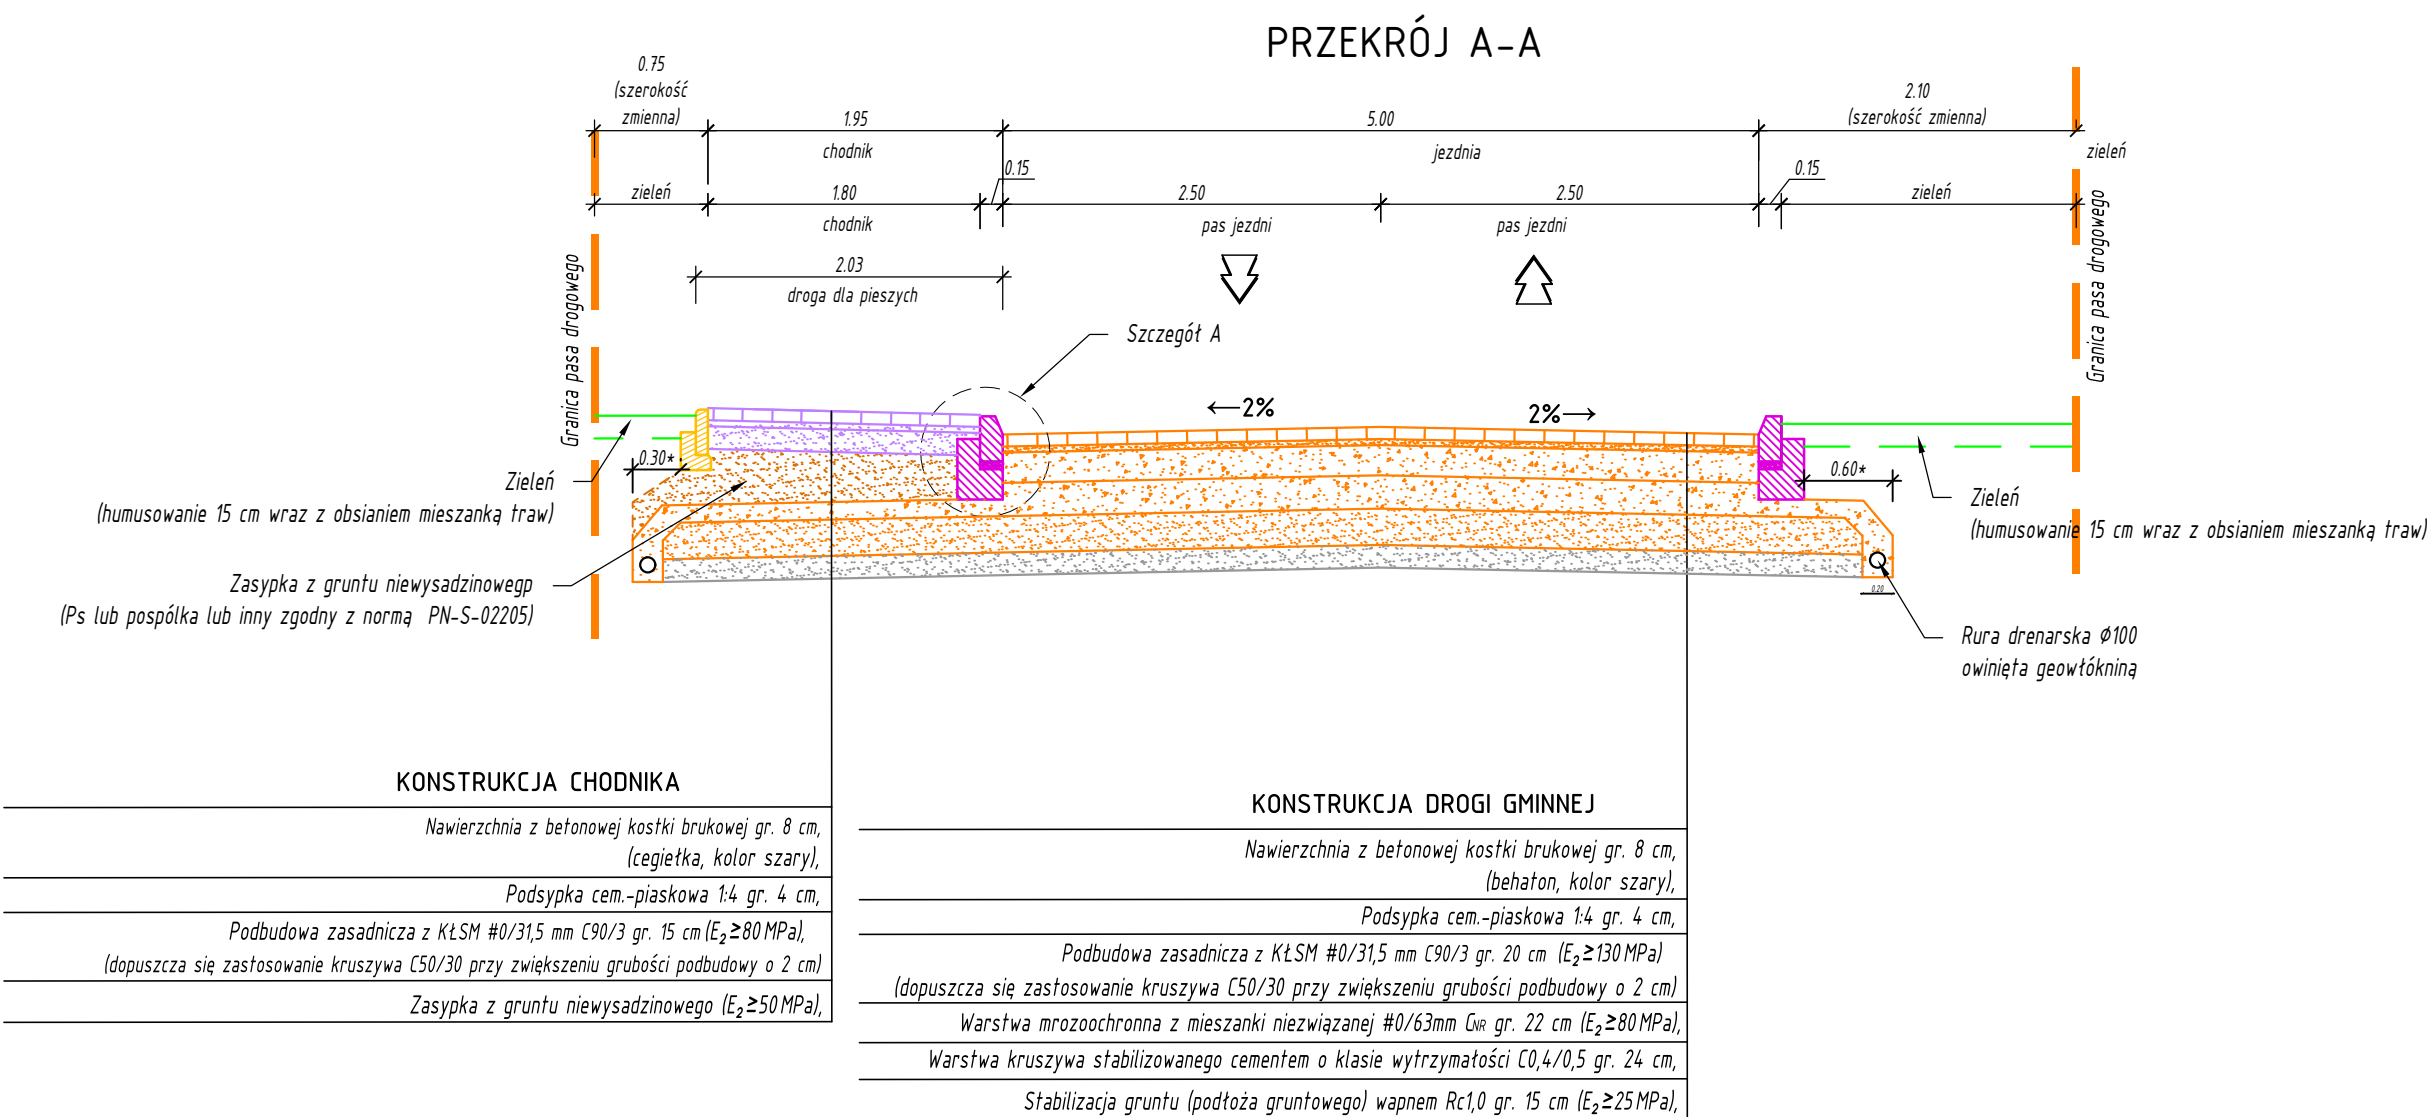 PRZEKRÓJ A-A
0.75
(szerokość
zmienna)
1.95
5.00
2.10
(szerokość zmienna)
chodnik
jezdnia
zieleń
0.15
0.15
zieleń
1.80
2.50
2.50
zieleń
chodnik
pas jezdni
pas jezdni
2.03
droga dla pieszych
Granica pasa drogowego
Granica pasa drogowego
Szczegół A
2%
2%
0.30*
0.60*
Zieleń
(humusowanie 15 cm wraz z obsianiem mieszanką traw)
Zieleń
(humusowanie 15 cm wraz z obsianiem mieszanką traw)
Zasypka z gruntu niewysadzinowegp
(Ps lub pospólka lub inny zgodny z normą PN-S-02205)
0.20
Rura drenarska Φ100
owinięta geowłókniną
KONSTRUKCJA CHODNIKA
Nawierzchnia z betonowej kostki brukowej gr. 8 cm,
(cegiełka, kolor szary),
Podsypka cem.-piaskowa 1:4 gr. 4 cm,
Podbudowa zasadnicza z KŁSM #0/31,5 mm C90/3 gr. 15 cm (E₂≥80 MPa),
(dopuszcza się zastosowanie kruszywa C50/30 przy zwiększeniu grubości podbudowy o 2 cm)
Zasypka z gruntu niewysadzinowego (E₂≥50 MPa),
KONSTRUKCJA DROGI GMINNEJ
Nawierzchnia z betonowej kostki brukowej gr. 8 cm,
(behaton, kolor szary),
Podsypka cem.-piaskowa 1:4 gr. 4 cm,
Podbudowa zasadnicza z KŁSM #0/31,5 mm C90/3 gr. 20 cm (E₂≥130 MPa)
(dopuszcza się zastosowanie kruszywa C50/30 przy zwiększeniu grubości podbudowy o 2 cm)
Warstwa mrozoochronna z mieszanki niezwiązanej #0/63mm CNR gr. 22 cm (E₂≥80 MPa),
Warstwa kruszywa stabilizowanego cementem o klasie wytrzymałości C0,4/0,5 gr. 24 cm,
Stabilizacja gruntu (podłoża gruntowego) wapnem Rc1,0 gr. 15 cm (E₂≥25 MPa),